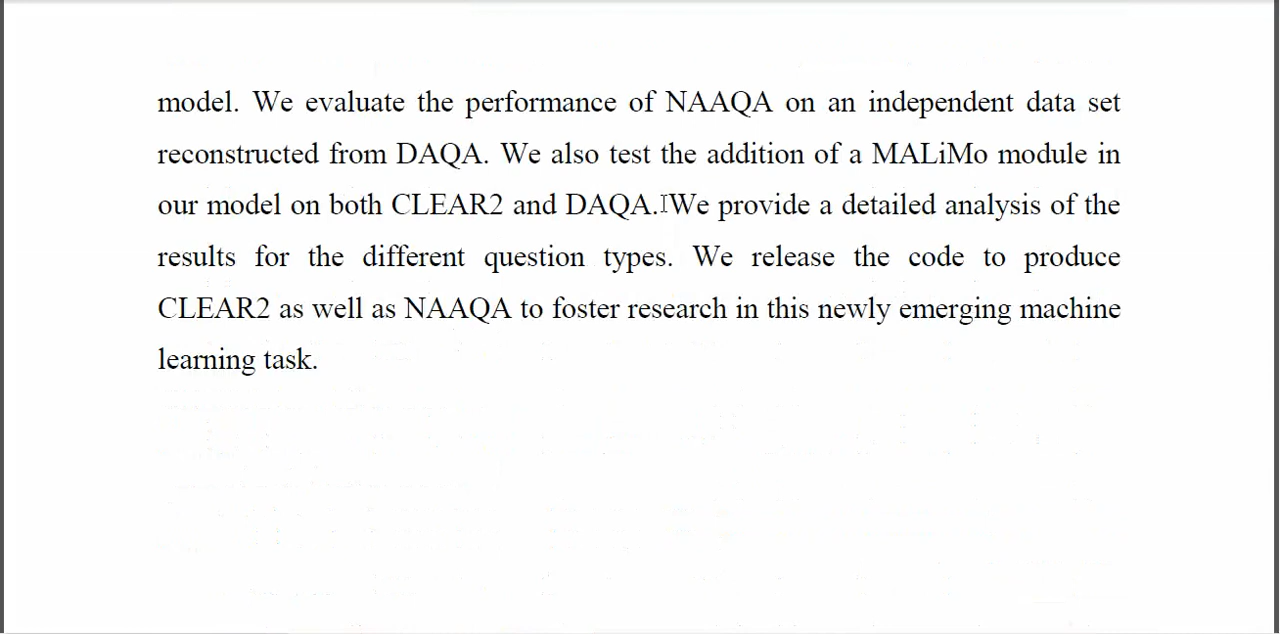 model. We evaluate the performance of NAAQA on an independent data set
reconstructed from DAQA. We also test the addition of a MALiMo module in
our model on both CLEAR2 and DAQA. We provide a detailed analysis of the
results for the different question types. We release the code to produce
CLEAR2 as well as NAAQA to foster research in this newly emerging machine
learning task.